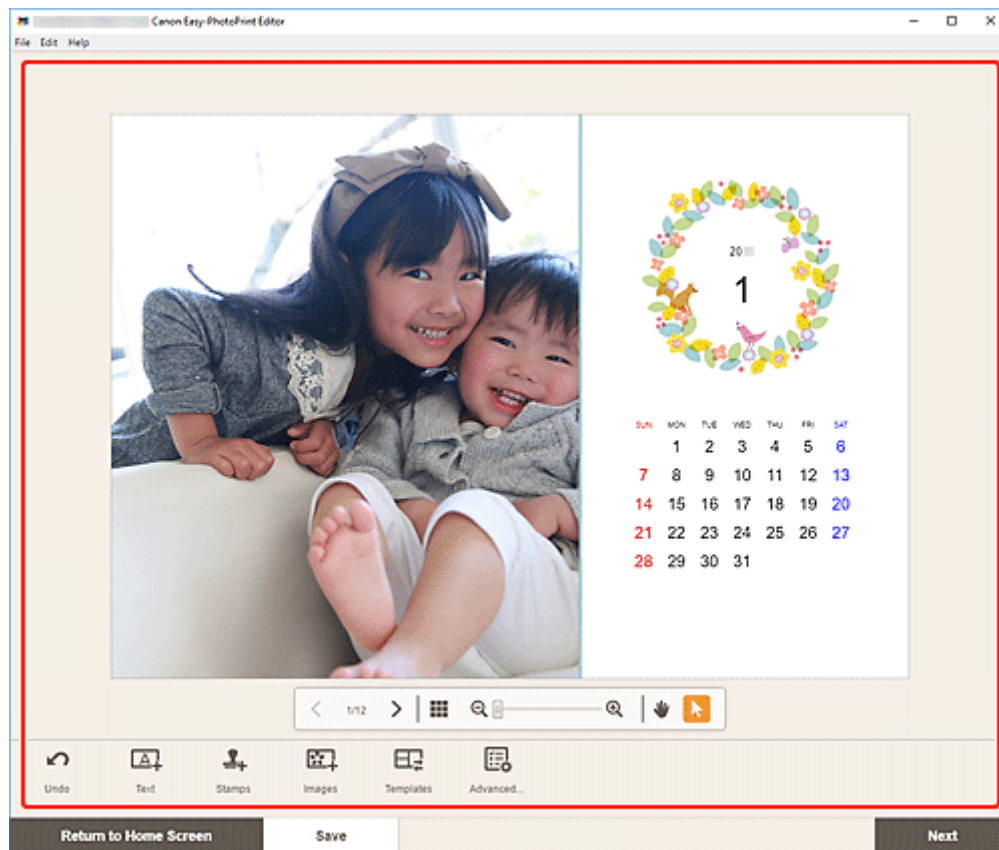 Canon Easy-PhotoPrint Editor
File Edit Help
20
1
SUN MON TUE WED THU FRI SAT
1 2 3 4 5 6
7 8 9 10 11 12 13
14 15 16 17 18 19 20
21 22 23 24 25 26 27
28 29 30 31
1/12
Undo Text Stamps Images Templates Advanced...
Return to Home Screen Save Next